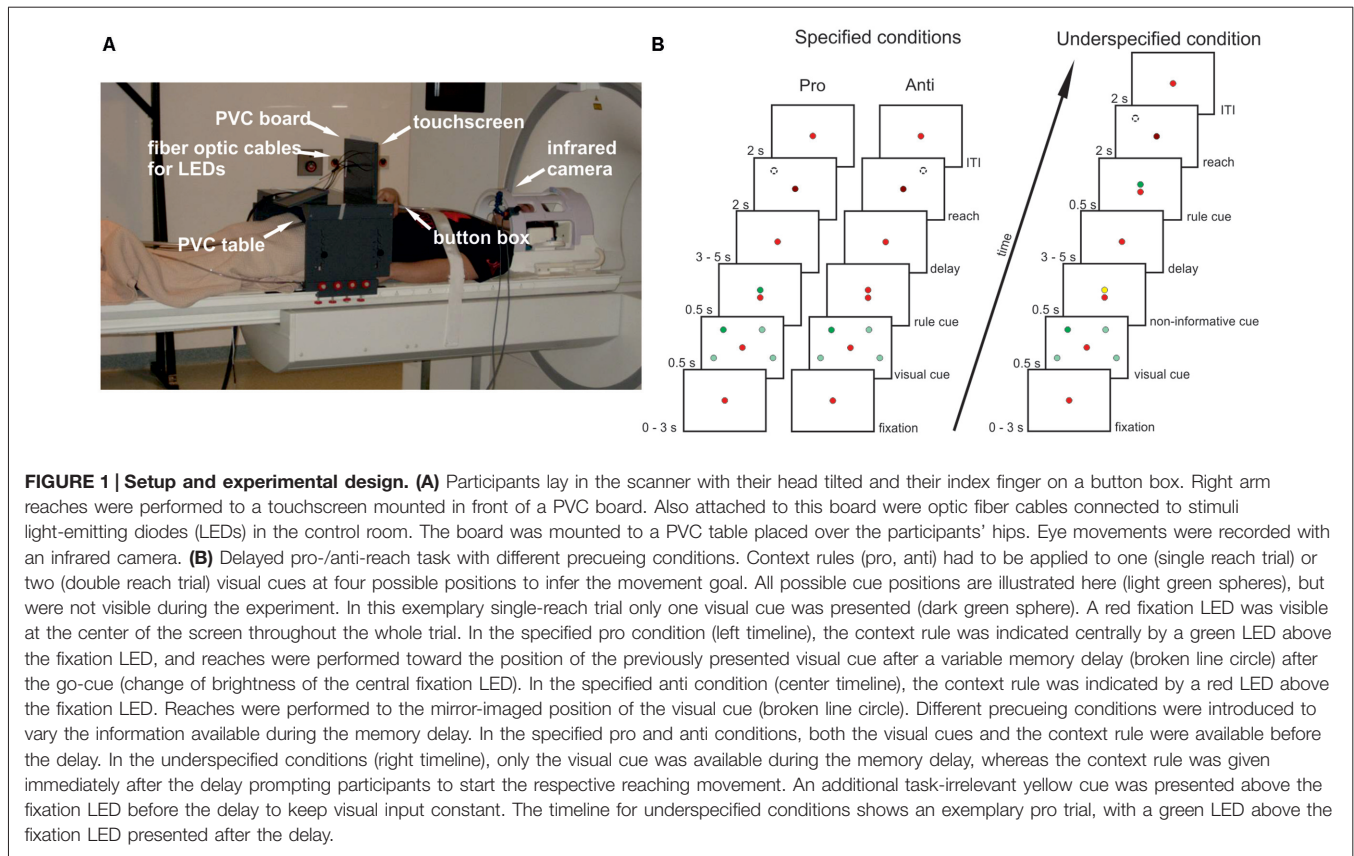 A
PVC board
touchscreen
fiber optic cables
for LEDs
infrared
camera
PVC table
button box
B
Specified conditions
Underspecified condition
Pro
Anti
2 s
ITI
2 s
reach
3 - 5 s
delay
0.5 s
rule cue
0.5 s
visual cue
0 - 3 s
fixation
time
2 s
ITI
2 s
reach
0.5 s
rule cue
3 - 5 s
delay
0.5 s
non-informative cue
0.5 s
visual cue
0 - 3 s
fixation
FIGURE 1 | Setup and experimental design. (A) Participants lay in the scanner with their head tilted and their index finger on a button box. Right arm
reaches were performed to a touchscreen mounted in front of a PVC board. Also attached to this board were optic fiber cables connected to stimuli
light-emitting diodes (LEDs) in the control room. The board was mounted to a PVC table placed over the participants' hips. Eye movements were recorded with
an infrared camera. (B) Delayed pro-/anti-reach task with different precueing conditions. Context rules (pro, anti) had to be applied to one (single reach trial) or
two (double reach trial) visual cues at four possible positions to infer the movement goal. All possible cue positions are illustrated here (light green spheres), but
were not visible during the experiment. In this exemplary single-reach trial only one visual cue was presented (dark green sphere). A red fixation LED was visible
at the center of the screen throughout the whole trial. In the specified pro condition (left timeline), the context rule was indicated centrally by a green LED above
the fixation LED, and reaches were performed toward the position of the previously presented visual cue after a variable memory delay (broken line circle) after
the go-cue (change of brightness of the central fixation LED). In the specified anti condition (center timeline), the context rule was indicated by a red LED above
the fixation LED. Reaches were performed to the mirror-imaged position of the visual cue (broken line circle). Different precueing conditions were introduced to
vary the information available during the memory delay. In the specified pro and anti conditions, both the visual cues and the context rule were available before
the delay. In the underspecified conditions (right timeline), only the visual cue was available during the memory delay, whereas the context rule was given
immediately after the delay prompting participants to start the respective reaching movement. An additional task-irrelevant yellow cue was presented above the
fixation LED before the delay to keep visual input constant. The timeline for underspecified conditions shows an exemplary pro trial, with a green LED above the
fixation LED presented after the delay.